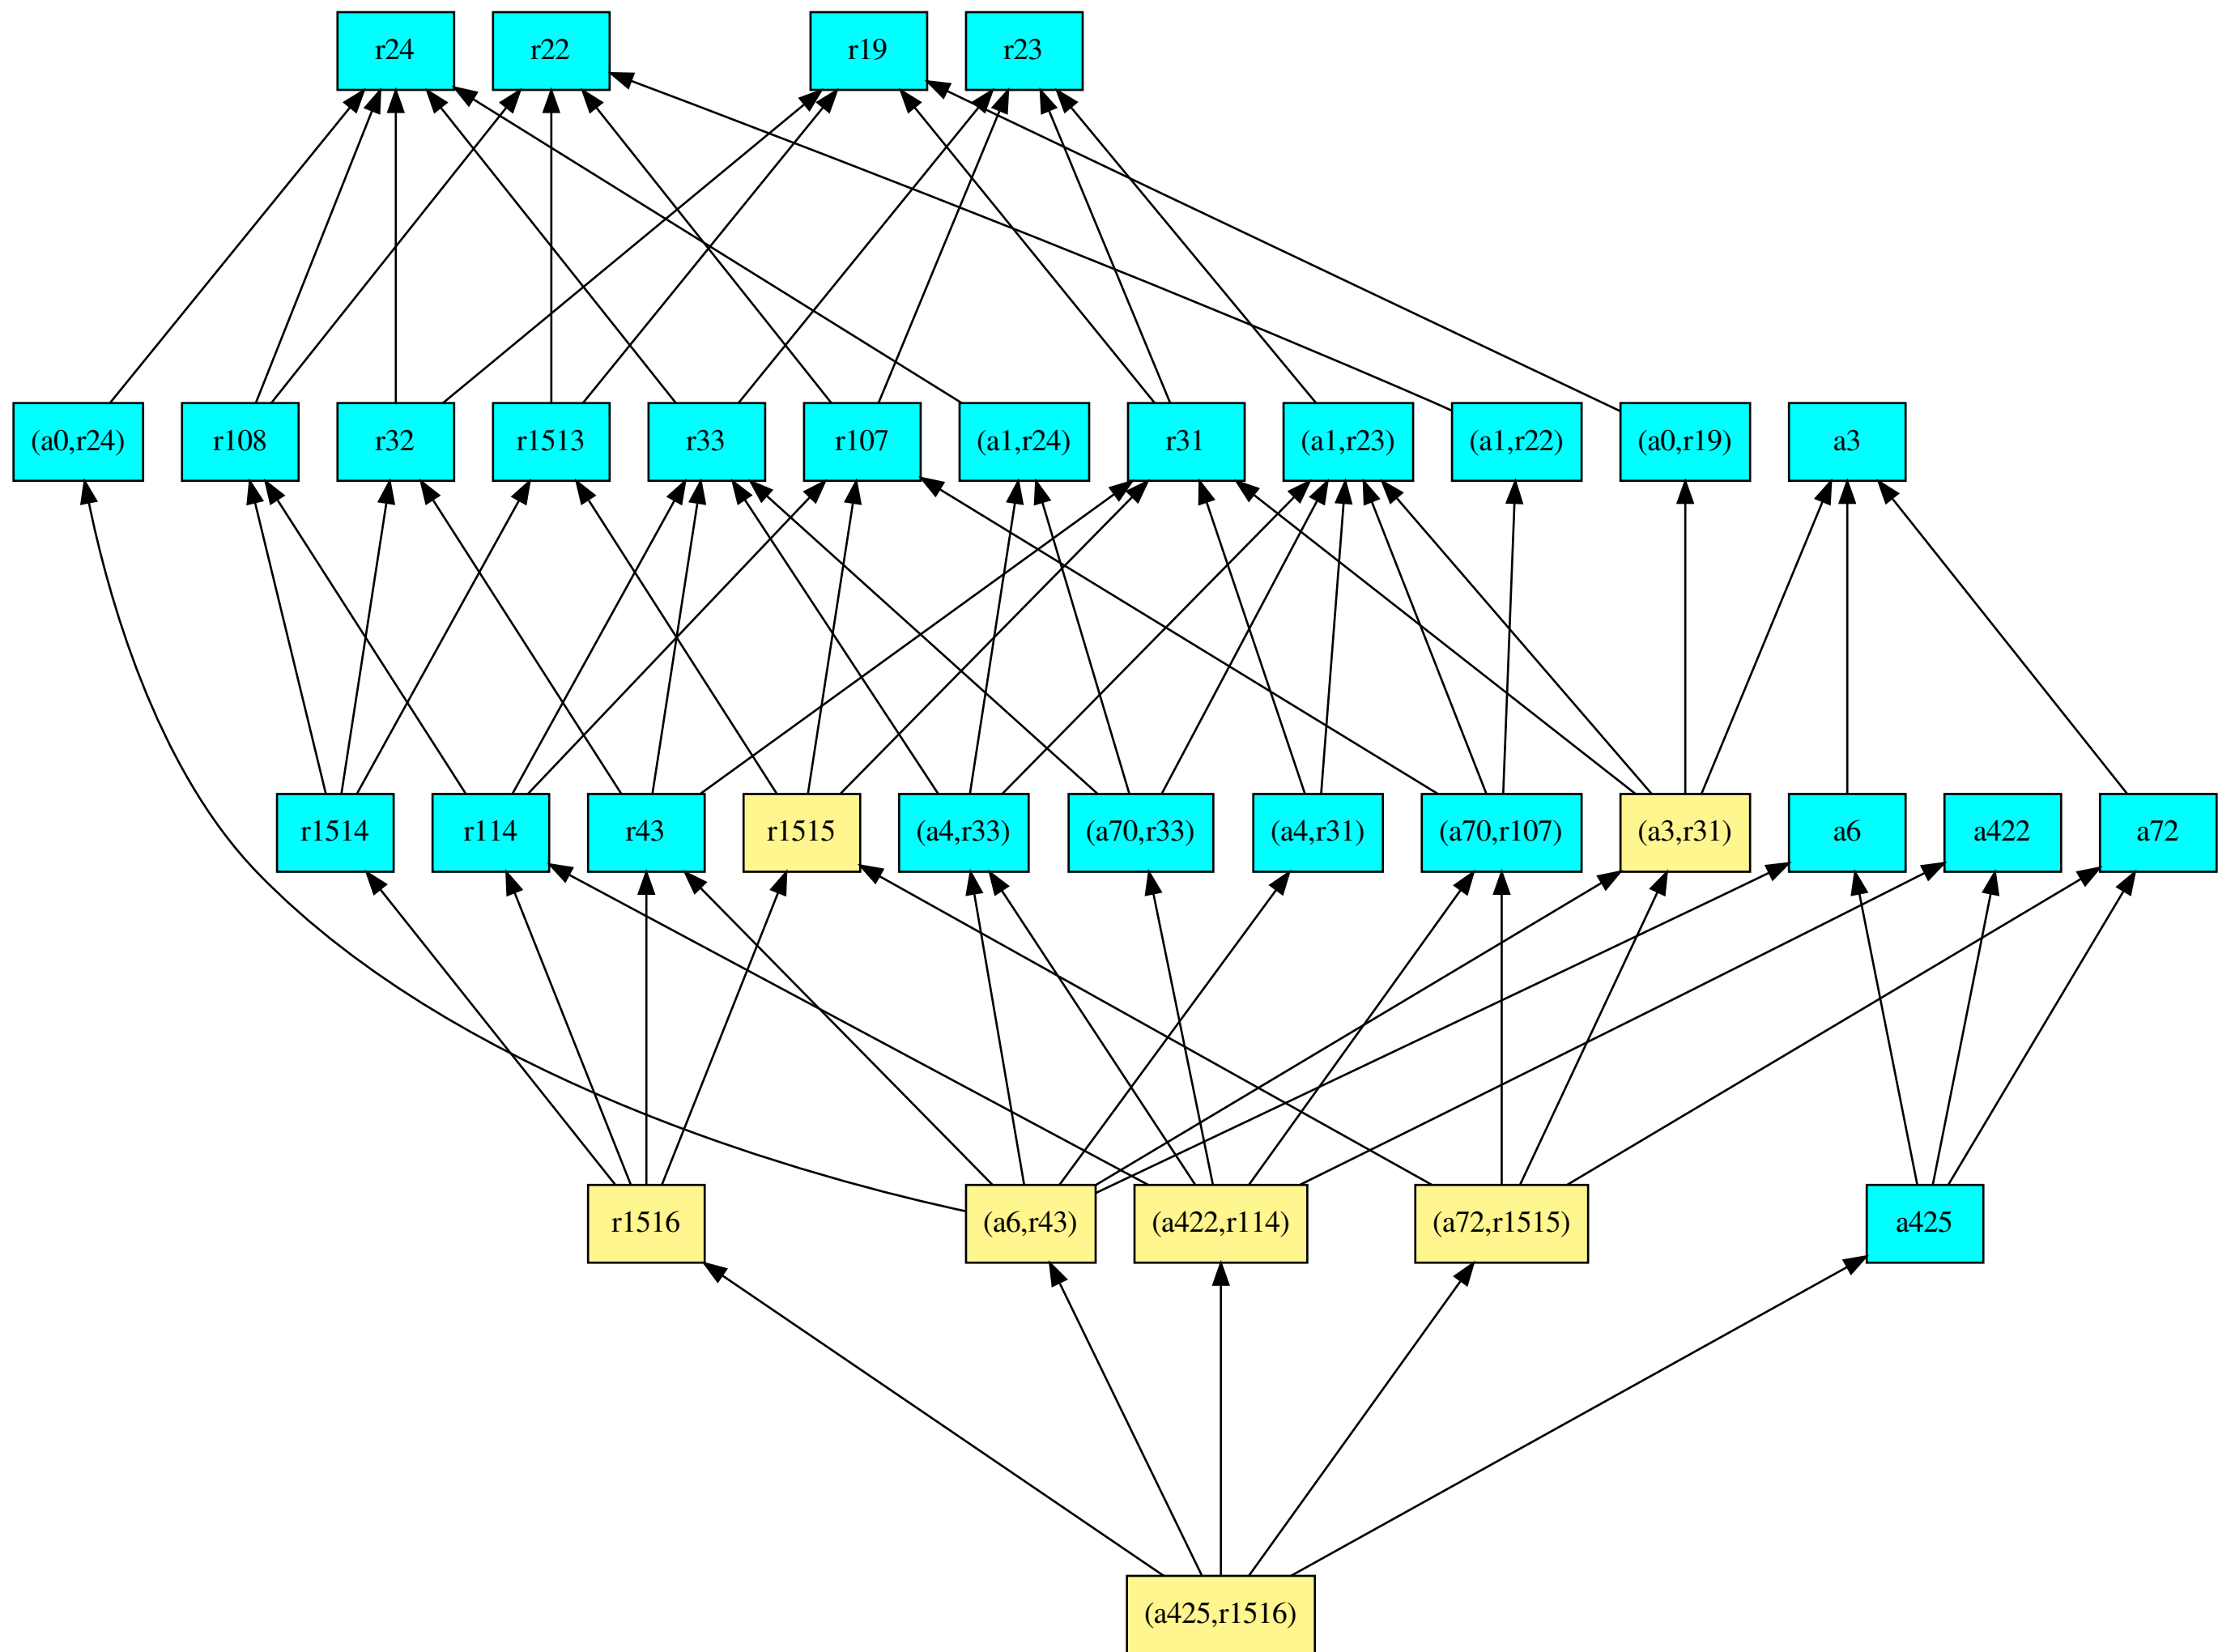 r24 r22 r19 r23
(a0,r24) r108 r32 r1513 r33 r107 (a1,r24) r31 (a1,r23) (a1,r22) (a0,r19) a3
r1514 r114 r43 r1515 (a4,r33) (a70,r33) (a4,r31) (a70,r107) (a3,r31) a6 a422 a72
r1516 (a6,r43) (a422,r114) (a72,r1515) a425
(a425,r1516)